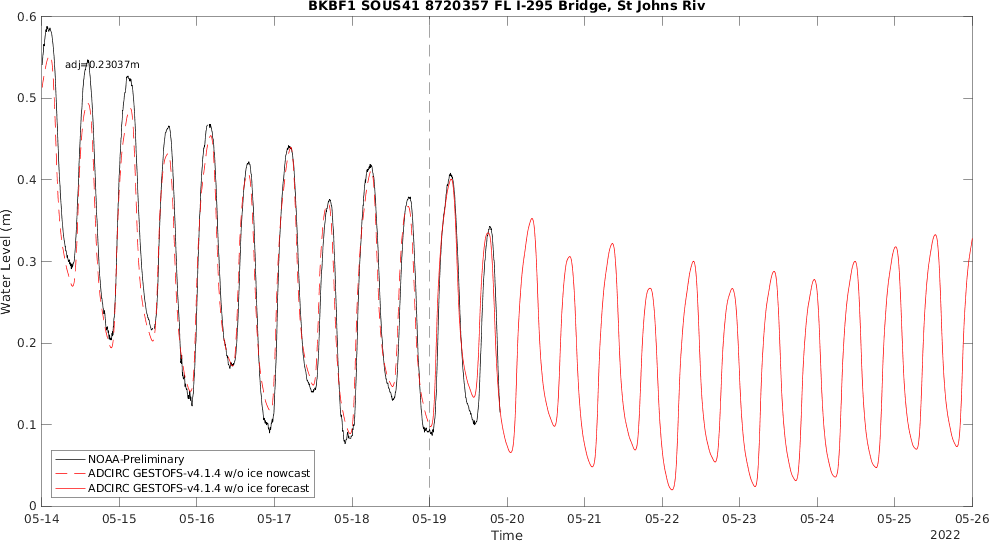 BKBF1 SOUS41 8720357 FL I-295 Bridge, St Johns Riv
adj=0.23037m
0.6
0.5
0.4
0.3
0.2
0.1
0
Water Level (m)
NOAA-Preliminary
ADCIRC GESTOFS-v4.1.4 w/o ice nowcast
ADCIRC GESTOFS-v4.1.4 w/o ice forecast
05-14 05-15 05-16 05-17 05-18 05-19 05-20 05-21 05-22 05-23 05-24 05-25 05-26
Time
2022